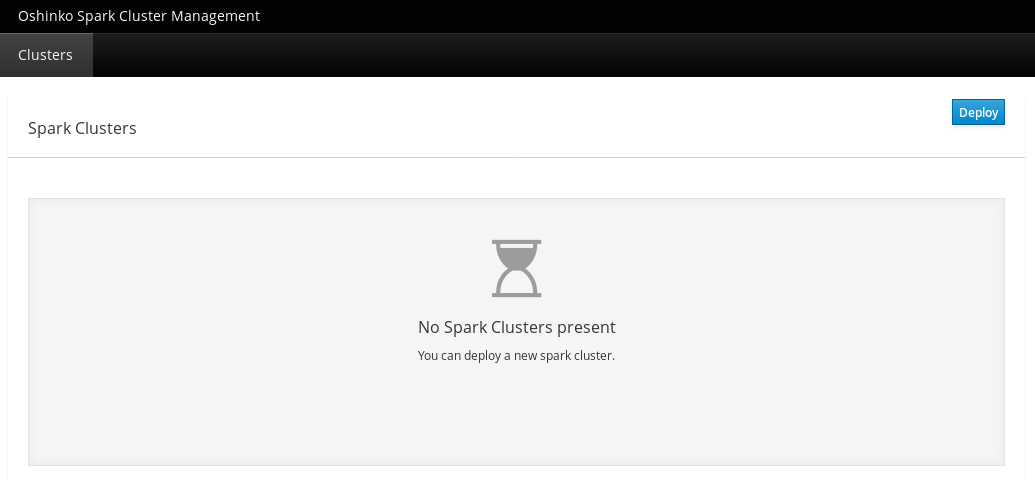 Oshinko Spark Cluster Management
Clusters
Deploy
Spark Clusters
No Spark Clusters present
You can deploy a new spark cluster.